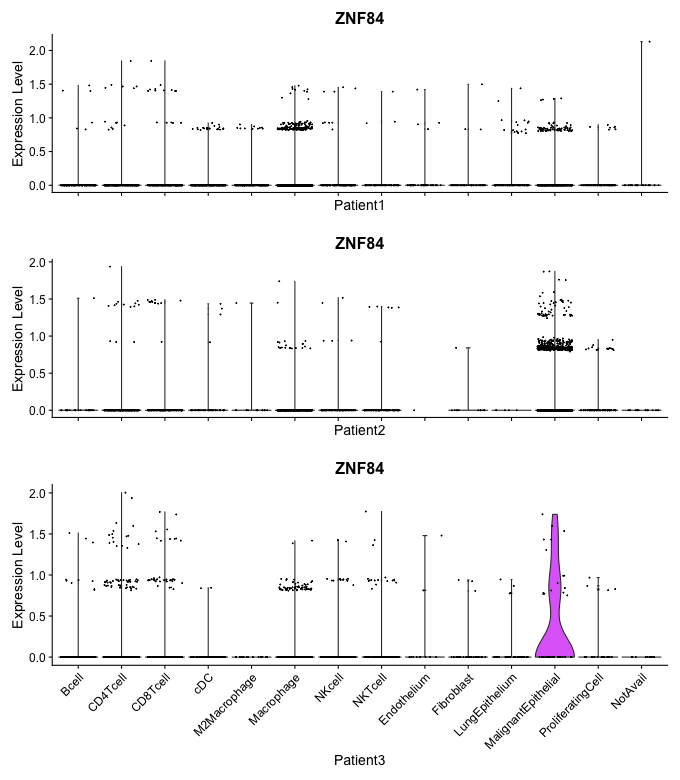 ZNF84
Expression Level
2.0
1.5
1.0
0.5
0.0
Patient1
ZNF84
Expression Level
2.0
1.5
1.0
0.5
0.0
Patient2
ZNF84
Expression Level
2.0
1.5
1.0
0.5
0.0
Bcell
CD4Tcell
CD8Tcell
cDC
M2Macrophage
Macrophage
NKcell
NKTcell
Endothelium
Fibroblast
LungEpithelium
MalignantEpithelial
ProliferatingCell
NotAvail
Patient3